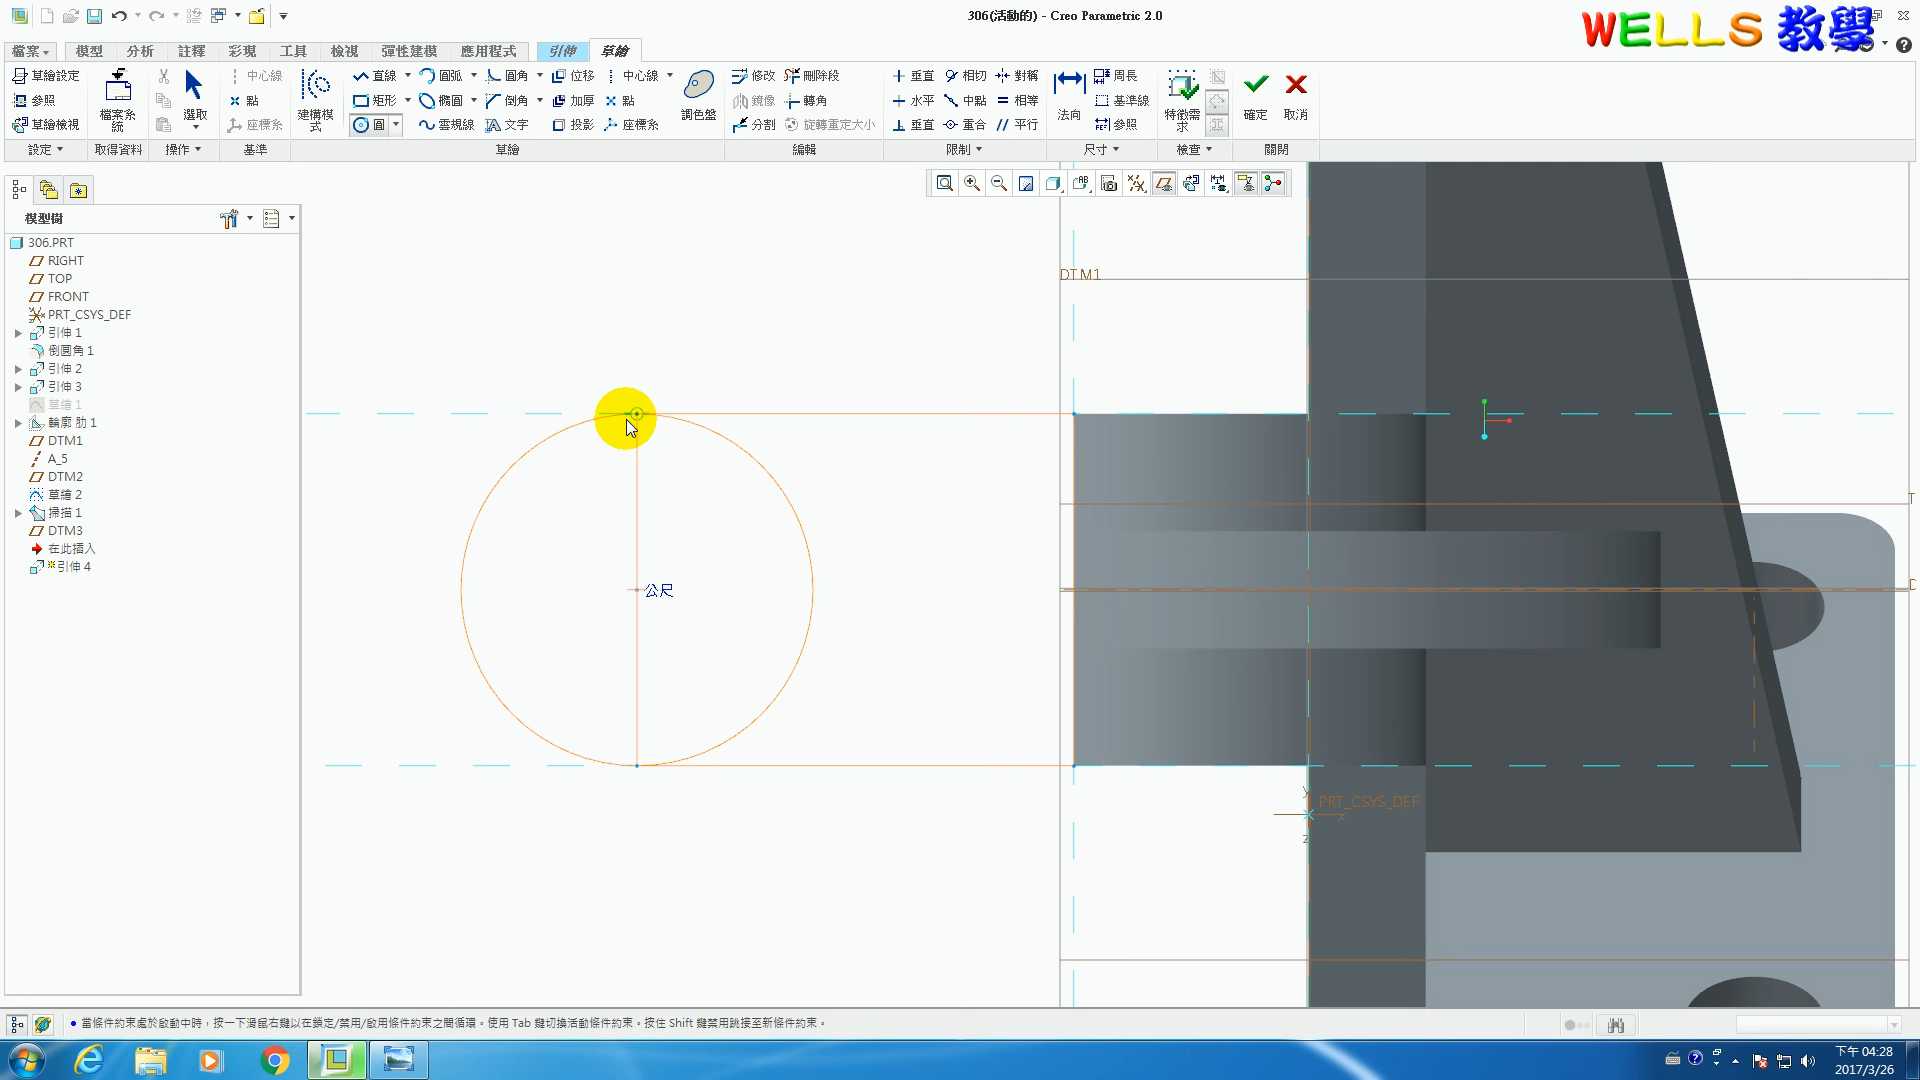 306(活動的) - Creo Parametric 2.0
WELLS 教學
檔案 模型 分析 註釋 彩現 工具 檢視 彈性建模 應用程式 引伸 草繪
草繪設定 參照 草繪檢視
檔案系統
選取
中心線 點 座標系
建構模式
直線 弧 圓角 位移 中心線
矩形 橢圓 倒角 加厚 點
圓 雲規線 文字 投影 座標系
調色盤
修改 刪除段
鏡像 轉角
分割 旋轉重定大小
垂直 相切 對稱
水平 中點 相等
垂直 重合 平行
法向
周長
基準線
參照
特徵需求
確定 取消
設定 取得資料 操作 基準 草繪 編輯 限制 尺寸 檢查 關閉
模型樹
306.PRT
RIGHT
TOP
FRONT
PRT_CSYS_DEF
引伸 1
倒圓角 1
引伸 2
引伸 3
草繪 1
輪廓 肋 1
DTM1
A_5
DTM2
草繪 2
掃描 1
DTM3
在此插入
引伸 4
DTM1
T
公尺
PRT_CSYS_DEF
y
x
z
當條件約束處於啟動中時，按一下滑鼠右鍵以在鎖定/禁用/啟用條件約束之間循環。使用 Tab 鍵切換活動條件約束。按住 Shift 鍵禁用跳接至新條件約束。
下午 04:28
2017/3/26